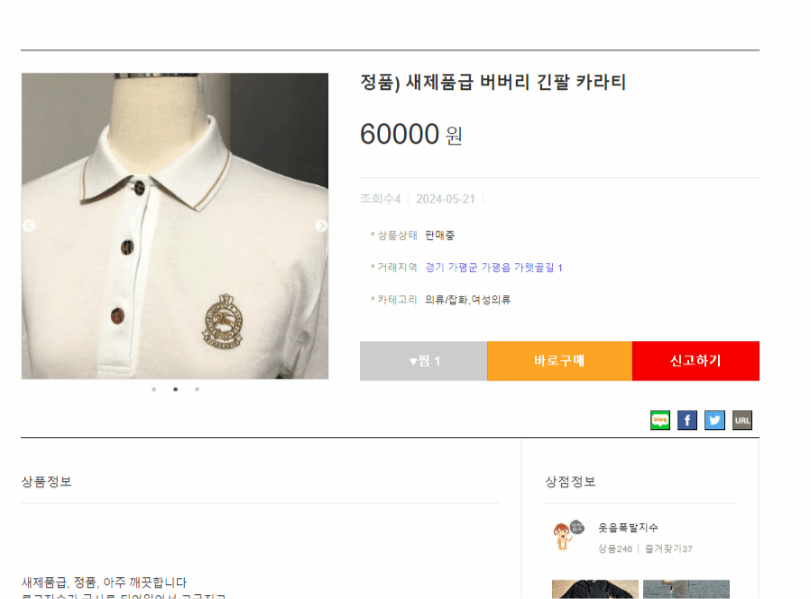 정품) 새제품급 버버리 긴팔 카라티
60000 원
조회수4 | 2024-05-21 |
* 상품상태 판매중
* 거래지역 경기 가평군 가평읍 가랫골길 1
* 카테고리 의류/잡화,여성의류
♥찜 1
바로구매
신고하기
f
URL
상품정보
상점정보
웃음폭발지수
상품246 | 즐겨찾기37
새제품급, 정품, 아주 깨끗합니다